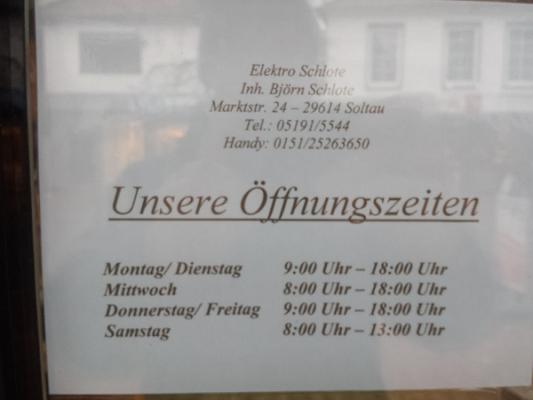 Elektro Schlote
Inh. Björn Schlote
Marktstr. 24 – 29614 Soltau
Tel.: 05191/5544
Handy: 0151/25263650
Unsere Öffnungszeiten
Montag/ Dienstag 9:00 Uhr – 18:00 Uhr
Mittwoch 8:00 Uhr – 18:00 Uhr
Donnerstag/ Freitag 9:00 Uhr – 18:00 Uhr
Samstag 8:00 Uhr – 13:00 Uhr